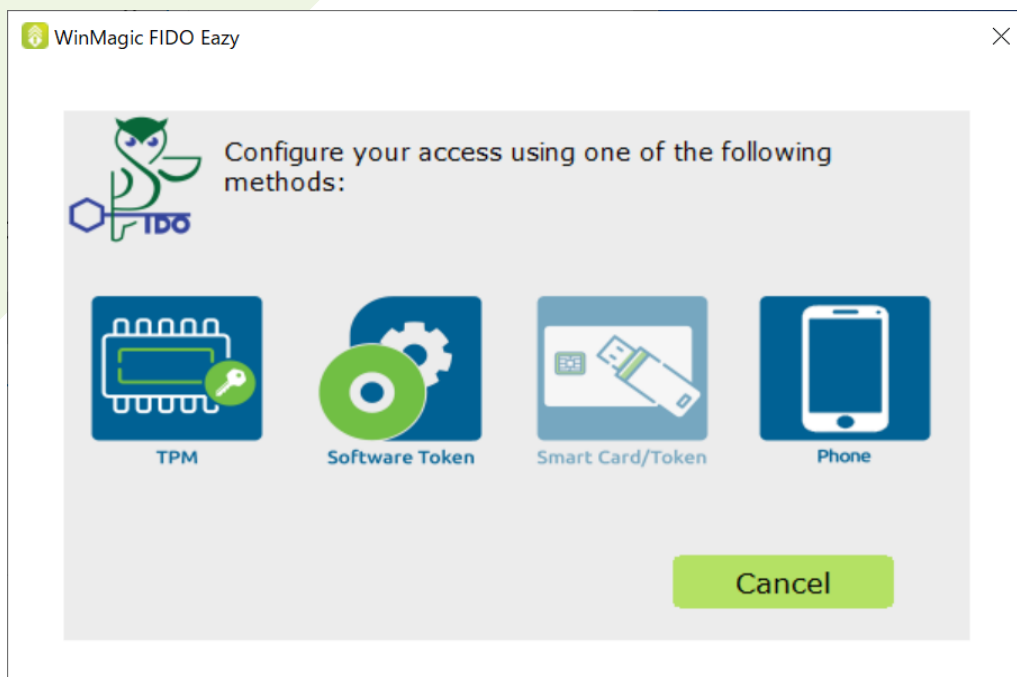 WinMagic FIDO Eazy
Configure your access using one of the following
methods:
FIDO
TPM
Software Token
Smart Card/Token
Phone
Cancel